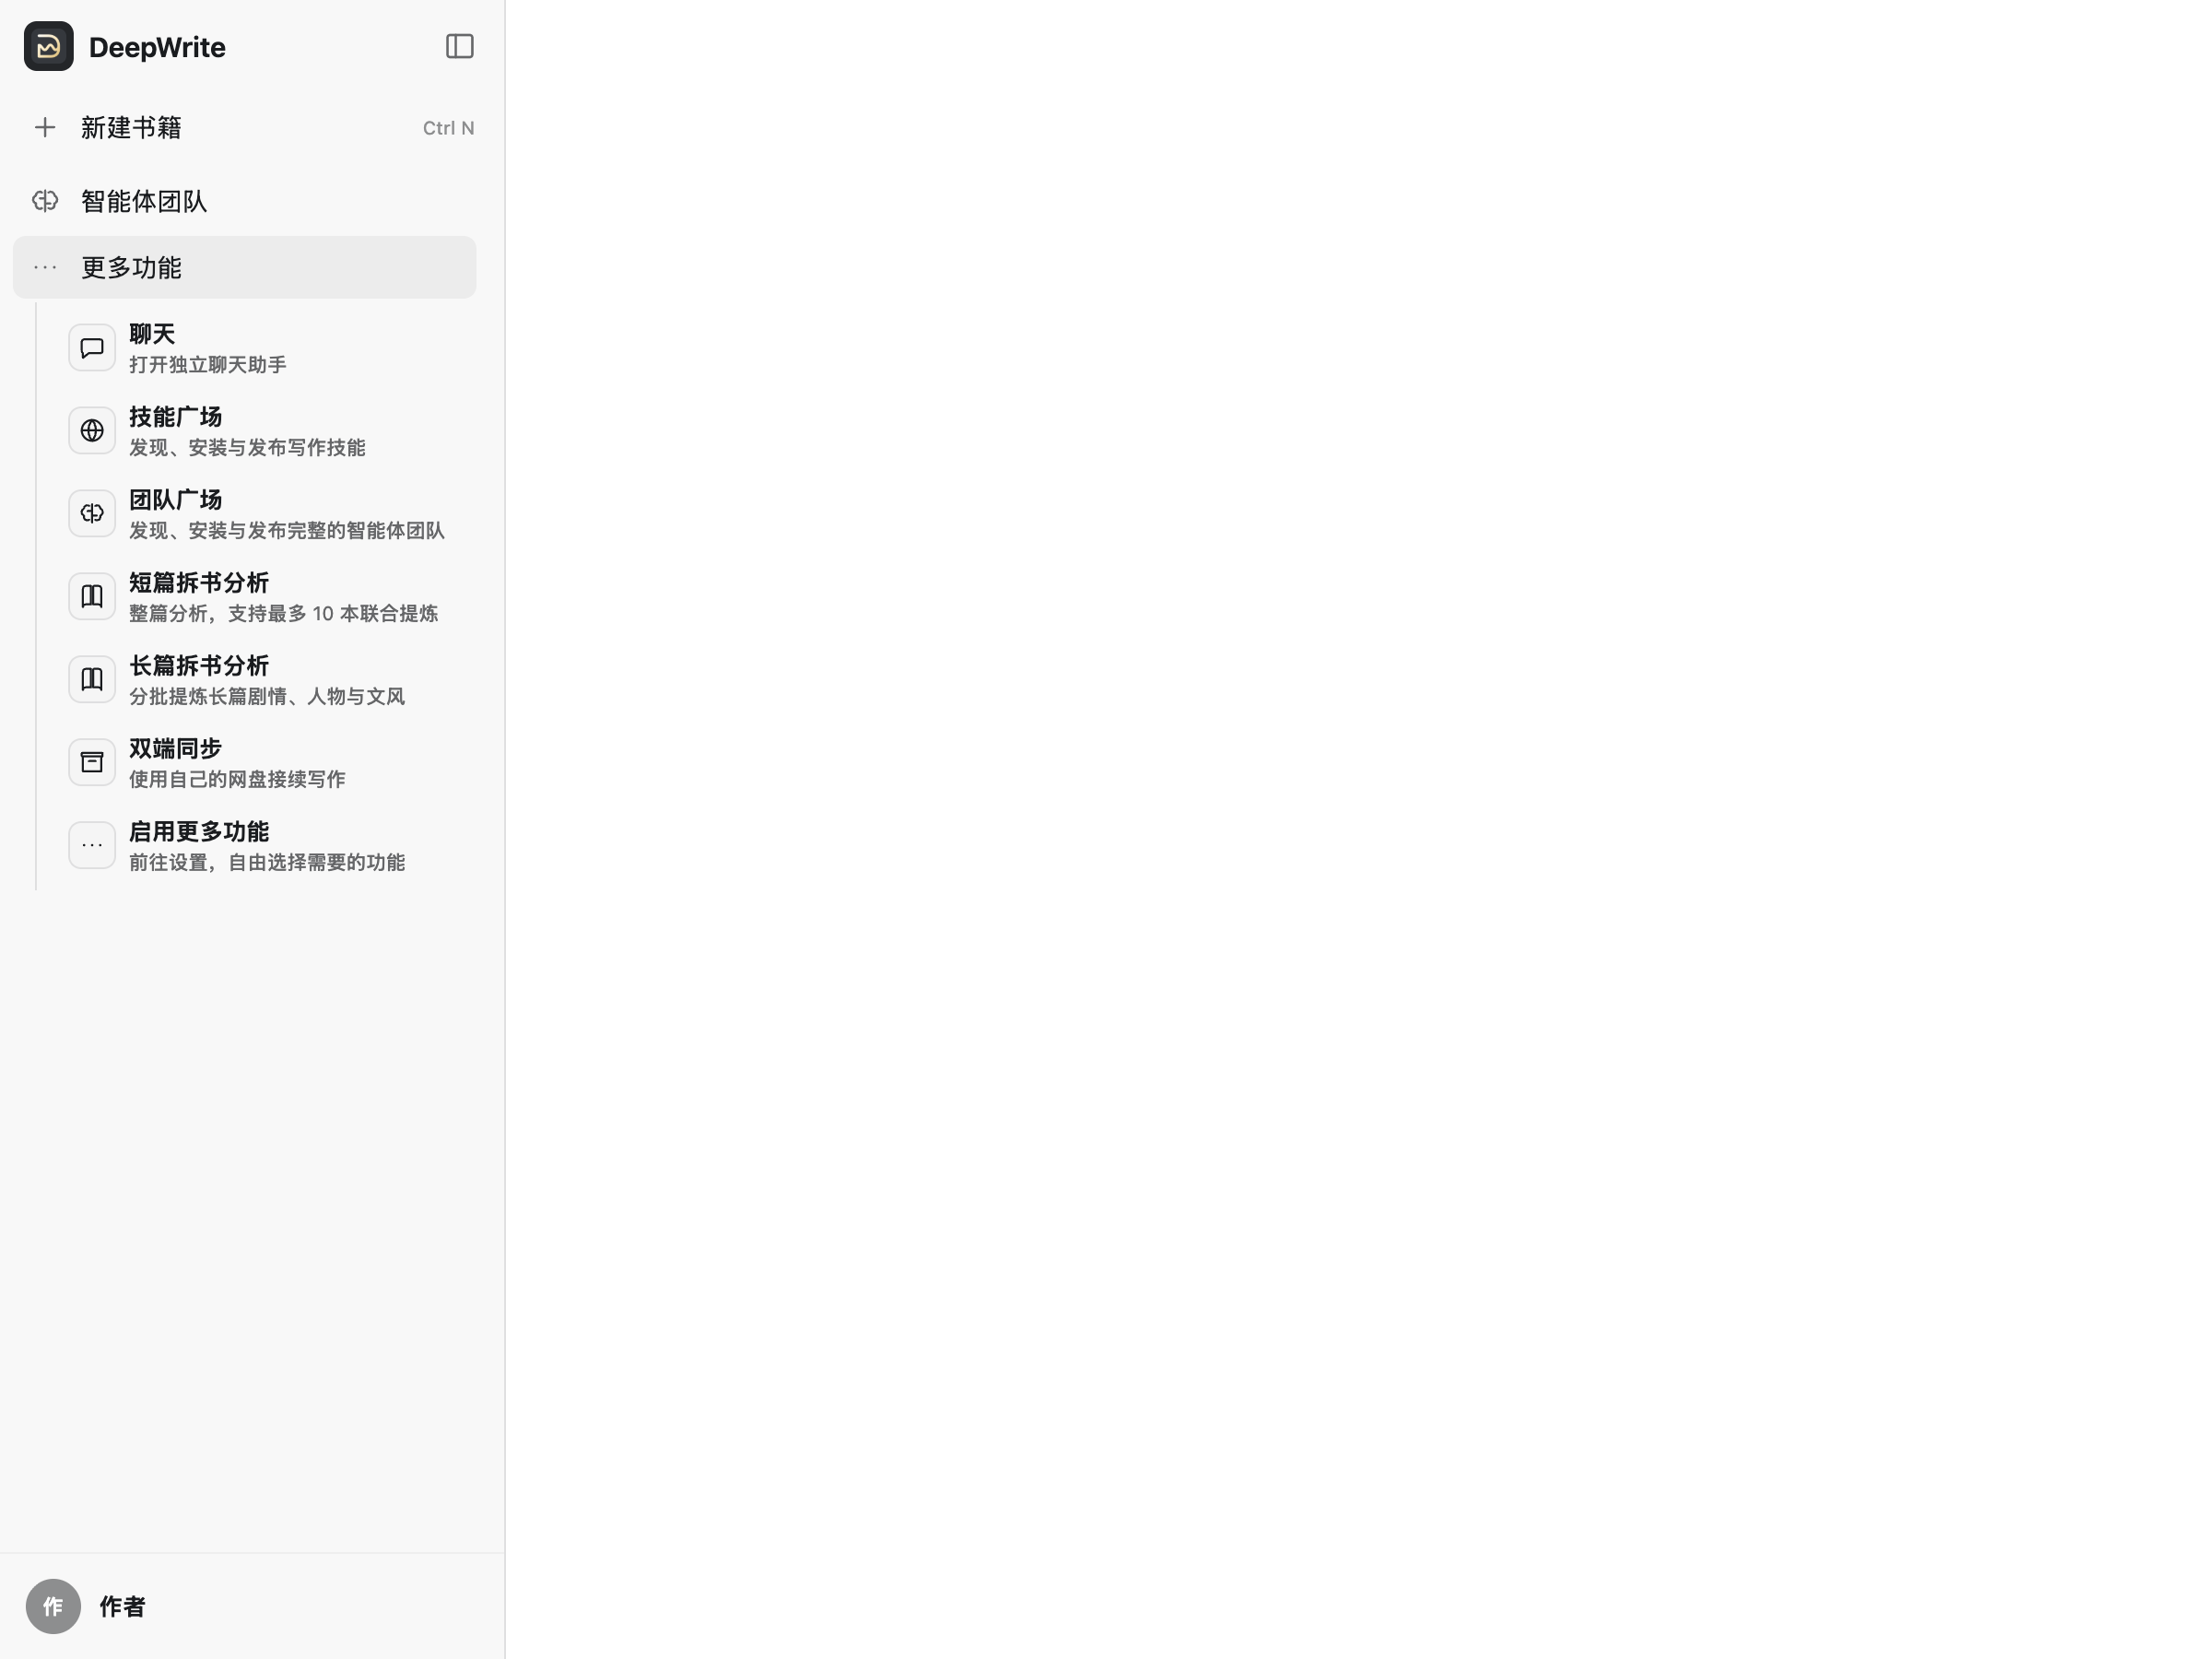 DeepWrite
新建书籍 Ctrl N
智能体团队
更多功能
聊天
打开独立聊天助手
技能广场
发现、安装与发布写作技能
团队广场
发现、安装与发布完整的智能体团队
短篇拆书分析
整篇分析，支持最多 10 本联合提炼
长篇拆书分析
分批提炼长篇剧情、人物与文风
双端同步
使用自己的网盘接续写作
启用更多功能
前往设置，自由选择需要的功能
作 作者